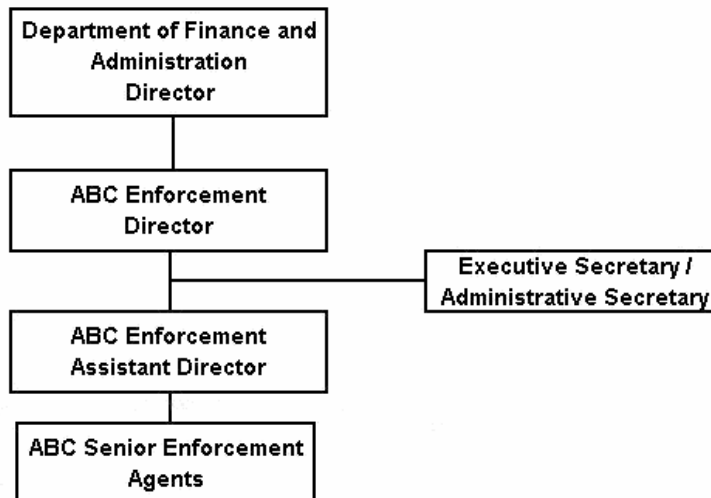 Department of Finance and
Administration
Director
ABC Enforcement
Director
Executive Secretary /
Administrative Secretary
ABC Enforcement
Assistant Director
ABC Senior Enforcement
Agents